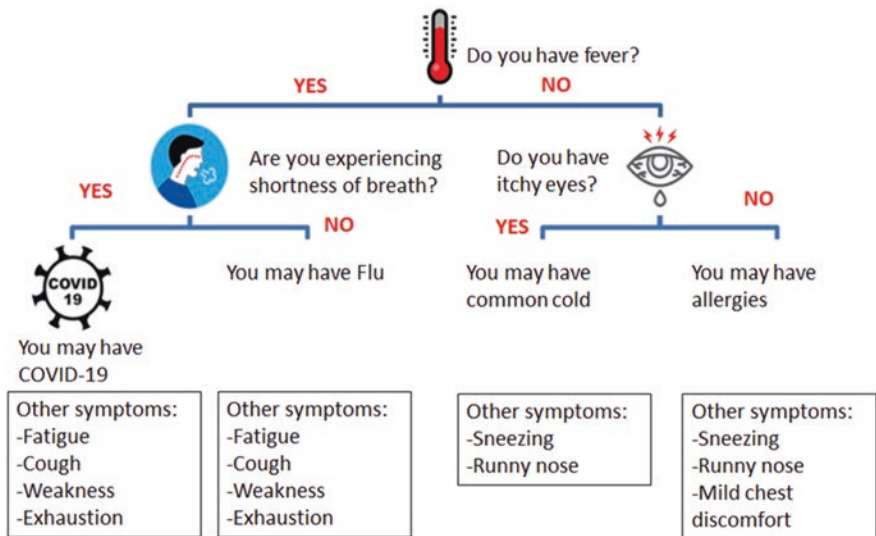 Do you have fever?
YES
NO
Are you experiencing
shortness of breath?
Do you have
itchy eyes?
YES
NO
YES
NO
COVID
19
You may have
COVID-19
You may have Flu
You may have
common cold
You may have
allergies
Other symptoms:
-Fatigue
-Cough
-Weakness
-Exhaustion
Other symptoms:
-Fatigue
-Cough
-Weakness
-Exhaustion
Other symptoms:
-Sneezing
-Runny nose
Other symptoms:
-Sneezing
-Runny nose
-Mild chest
discomfort